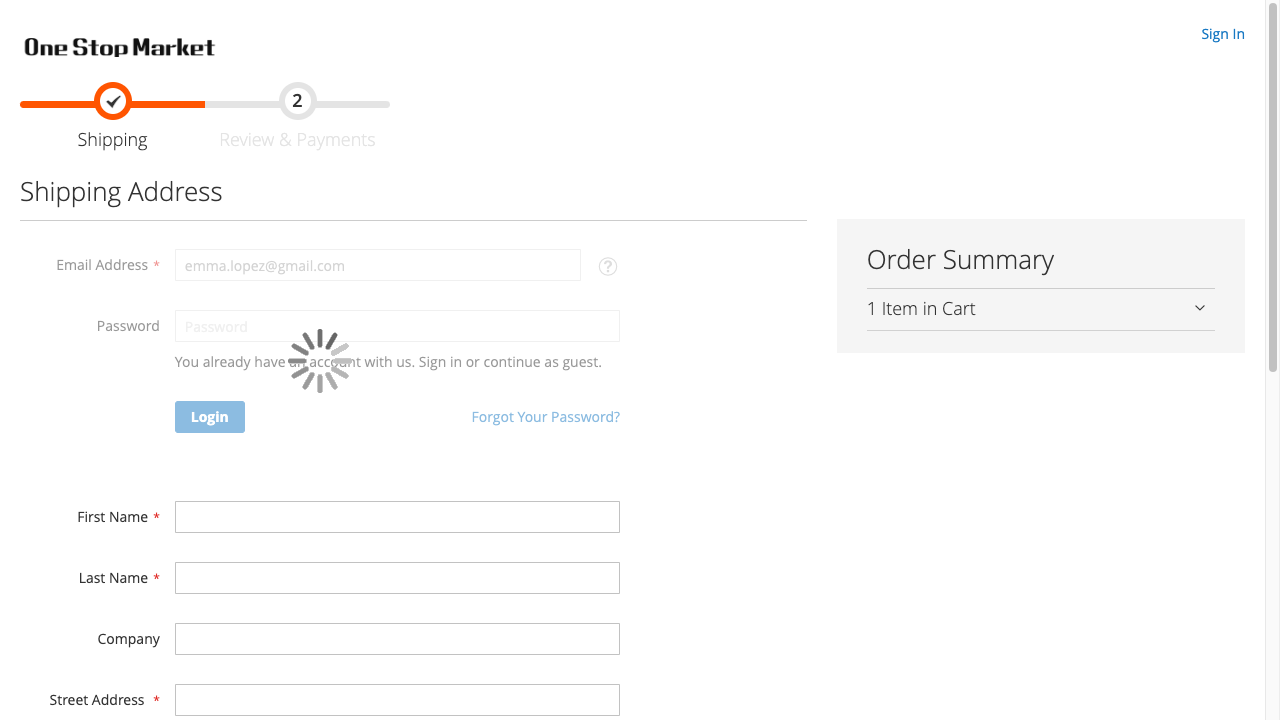 One Stop Market
Sign In
2
Shipping
Review & Payments
Shipping Address
Email Address *
emma.lopez@gmail.com
?
Password
Password
You already have an account with us. Sign in or continue as guest.
Login
Forgot Your Password?
First Name *
Last Name *
Company
Street Address *
Order Summary
1 Item in Cart